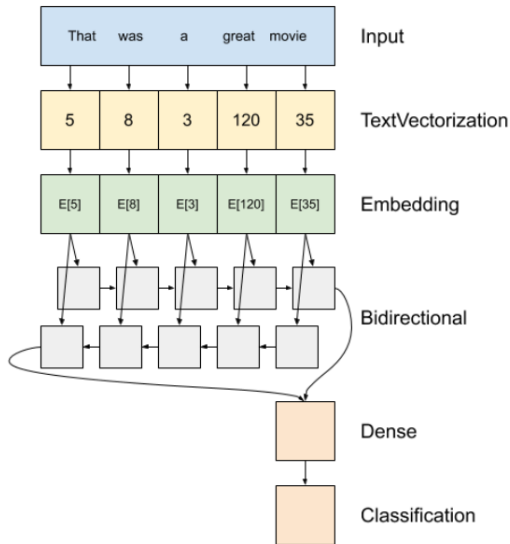 That was a great movie Input
5 8 3 120 35 TextVectorization
E[5] E[8] E[3] E[120] E[35] Embedding
Bidirectional
Dense
Classification